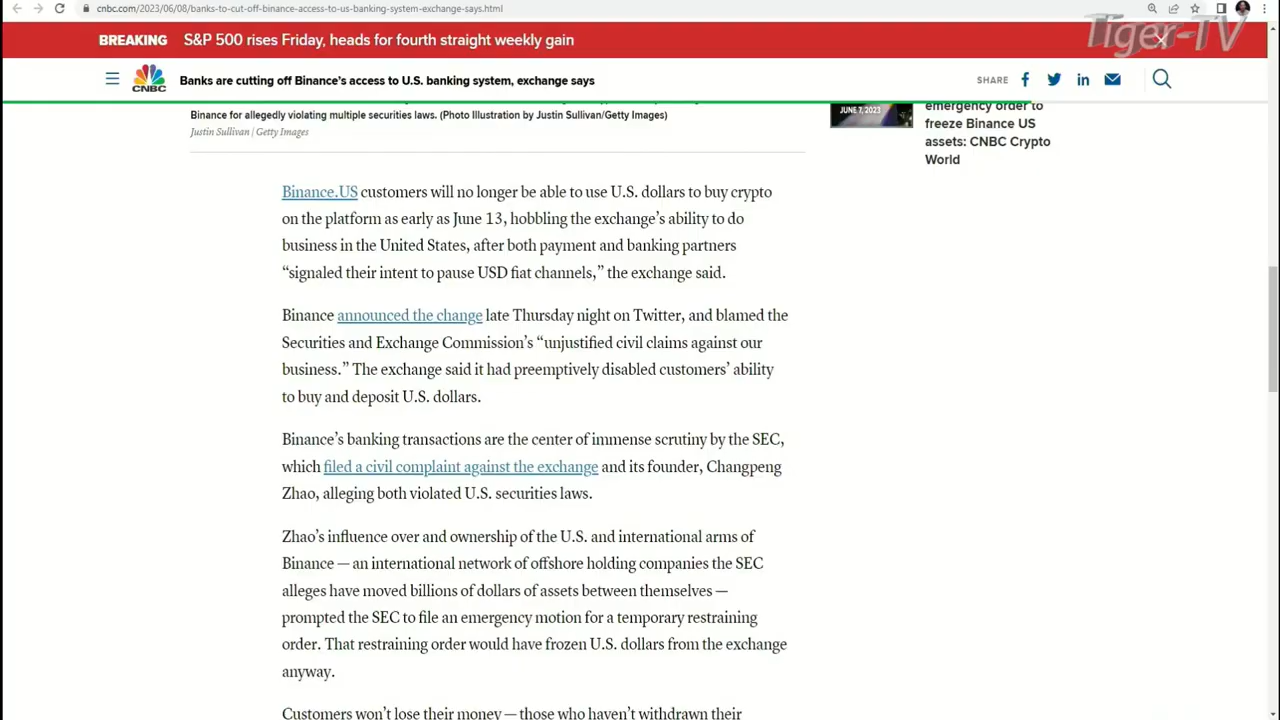 cnbc.com/2023/06/08/banks-to-cut-off-binance-access-to-us-banking-system-exchange-says.html
Tiger-TV
BREAKING S&P 500 rises Friday, heads for fourth straight weekly gain
CNBC
Banks are cutting off Binance's access to U.S. banking system, exchange says
SHARE
Binance for allegedly violating multiple securities laws. (Photo Illustration by Justin Sullivan/Getty Images)
Justin Sullivan | Getty Images
JUNE 7, 2023
emergency order to
freeze Binance US
assets: CNBC Crypto
World
Binance.US customers will no longer be able to use U.S. dollars to buy crypto
on the platform as early as June 13, hobbling the exchange's ability to do
business in the United States, after both payment and banking partners
“signaled their intent to pause USD fiat channels,” the exchange said.
Binance announced the change late Thursday night on Twitter, and blamed the
Securities and Exchange Commission's “unjustified civil claims against our
business.” The exchange said it had preemptively disabled customers' ability
to buy and deposit U.S. dollars.
Binance's banking transactions are the center of immense scrutiny by the SEC,
which filed a civil complaint against the exchange and its founder, Changpeng
Zhao, alleging both violated U.S. securities laws.
Zhao's influence over and ownership of the U.S. and international arms of
Binance — an international network of offshore holding companies the SEC
alleges have moved billions of dollars of assets between themselves —
prompted the SEC to file an emergency motion for a temporary restraining
order. That restraining order would have frozen U.S. dollars from the exchange
anyway.
Customers won't lose their money — those who haven't withdrawn their